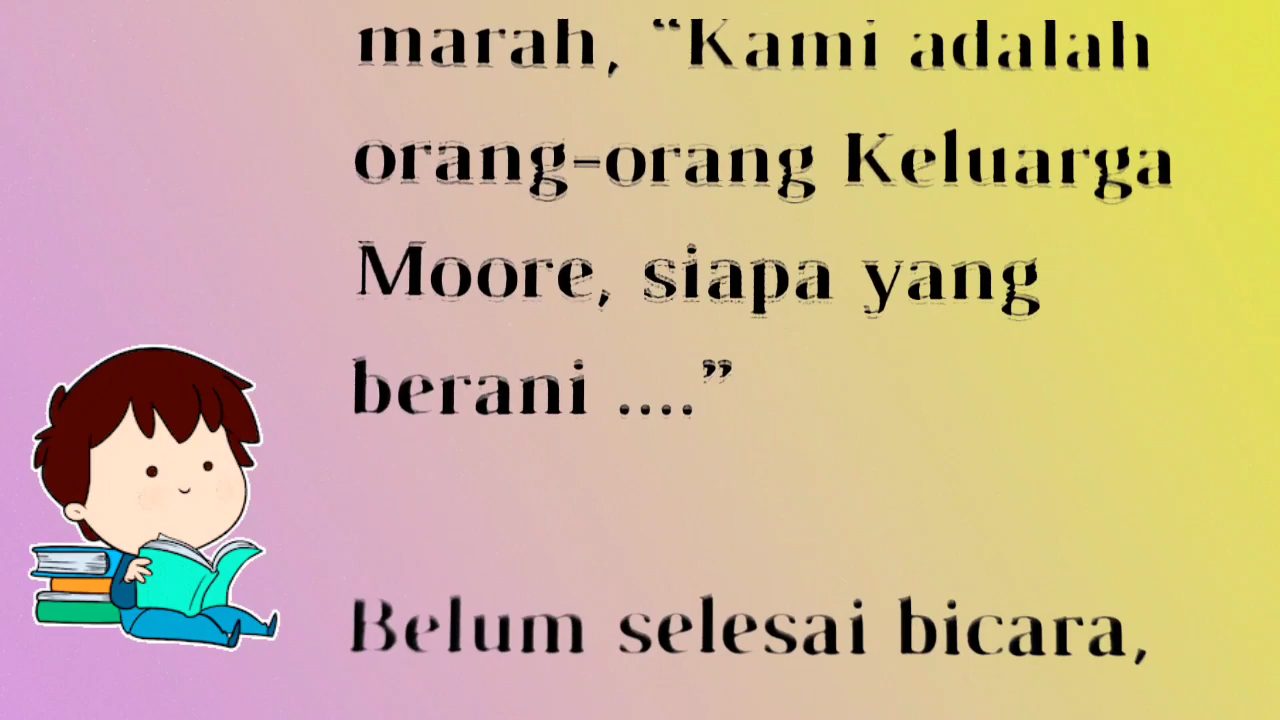 marah, “Kami adalah
orang-orang Keluarga
Moore, siapa yang
berani ....”
Belum selesai bicara,